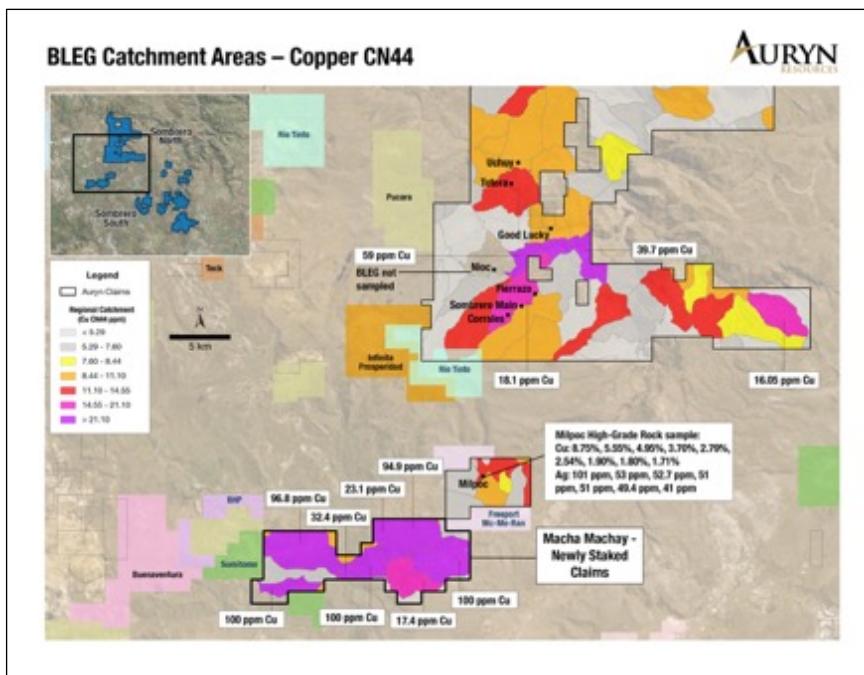 BLEG Catchment Areas – Copper CN44
AURYN
RESOURCES
Sombrero
North
Sombrero
South
Rio Tinto
Pucara
Uchuy
Totora
Good Lucky
59 ppm Cu
39.7 ppm Cu
Teck
Nioc
BLEG not
sampled
Fierrazo
Sombrero Main
Corrales
Legend
Auryn Claims
Regional Catchment
(Cu CN44 ppm)
< 5.29
5.29 - 7.60
7.60 - 8.44
8.44 - 11.10
11.10 - 14.55
14.55 - 21.10
> 21.10
N
5 km
Infinita
Prosperidad
Rio Tinto
18.1 ppm Cu
16.05 ppm Cu
Milpoc High-Grade Rock sample:
Cu: 8.75%, 5.55%, 4.95%, 3.70%, 2.79%,
2.54%, 1.90%, 1.80%, 1.71%
Ag: 101 ppm, 53 ppm, 52.7 ppm, 51
ppm, 51 ppm, 49.4 ppm, 41 ppm
94.9 ppm Cu
Milpoc
23.1 ppm Cu
96.8 ppm Cu
BHP
32.4 ppm Cu
Freeport
Mc-Mo-Ran
Sumitomo
Buenaventura
Macha Machay -
Newly Staked
Claims
100 ppm Cu
100 ppm Cu
17.4 ppm Cu
100 ppm Cu